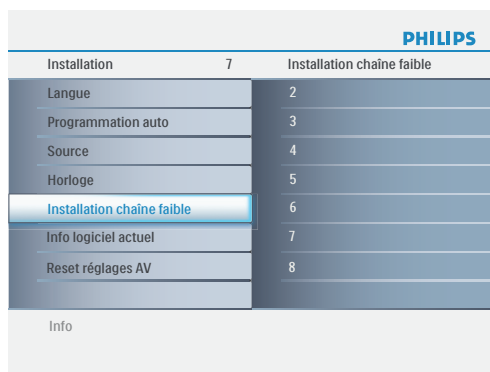 PHILIPS
Installation 7 Installation chaîne faible
Langue 2
Programmation auto 3
Source 4
Horloge 5
Installation chaîne faible 6
Info logiciel actuel 7
Reset réglages AV 8
Info